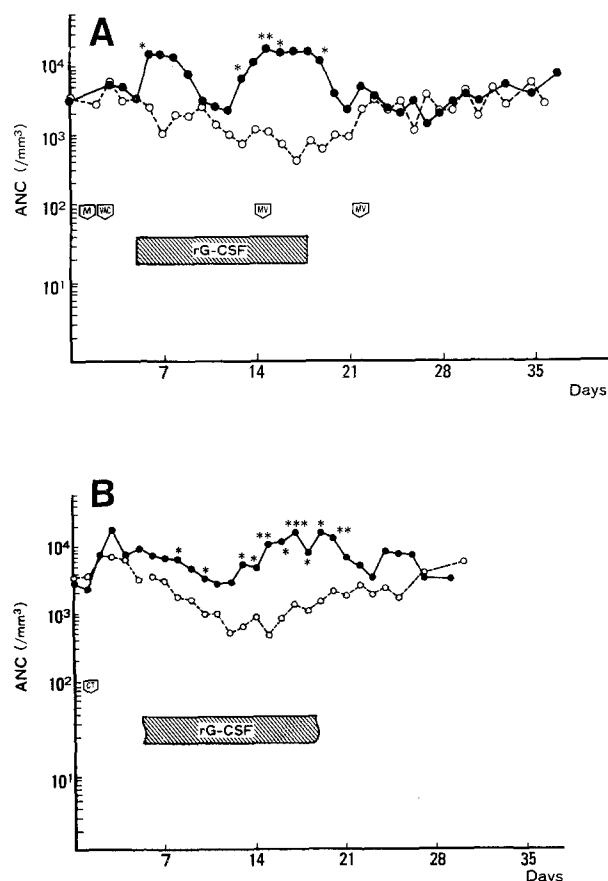 A
* ** * * *
10⁴
10³
ANC (/mm³)
10²
M VAC MV MV
rG-CSF
10¹
7 14 21 28 35
Days
B
* * * * ** * *** * * **
10⁴
10³
ANC (/mm³)
10²
CT
rG-CSF
10¹
7 14 21 28 35
Days